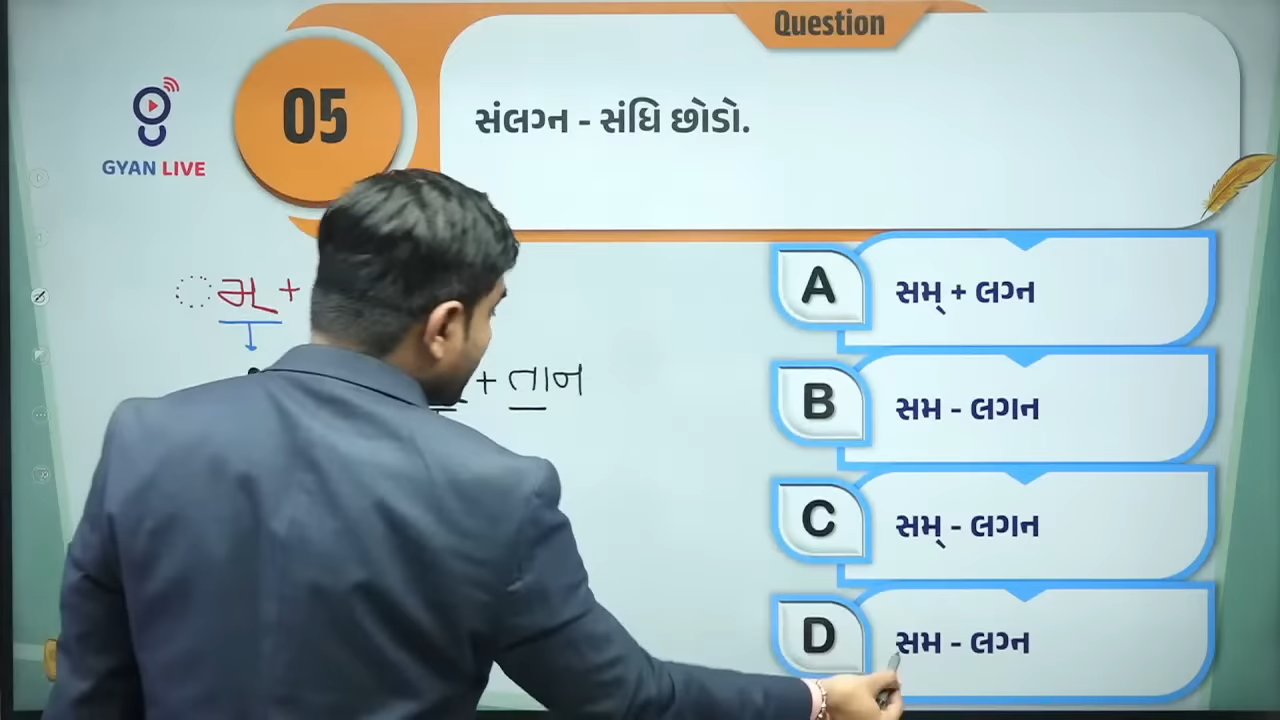 Question
05
સંલગ્ન - સંધિ છોડો.
GYAN LIVE
મ્ +
+ તાન
A
સમ્ + લગ્ન
B
સમ - લગન
C
સમ્ - લગન
D
સમ - લગ્ન